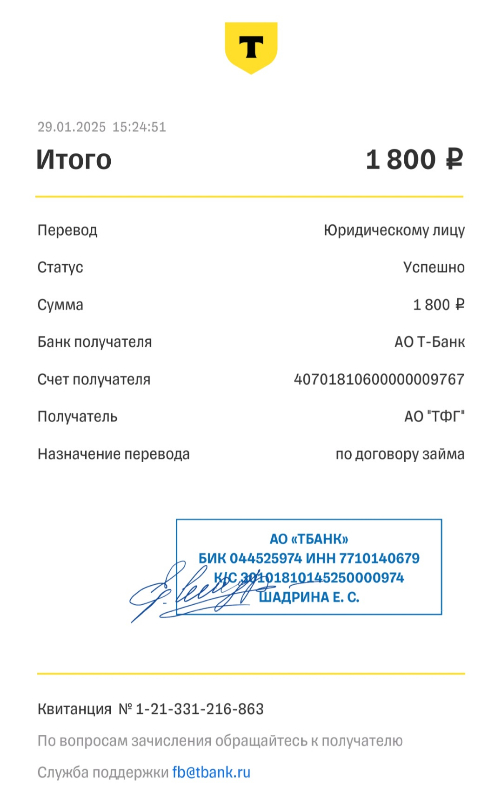 Т
29.01.2025 15:24:51
Итого 1 800 ₽
Перевод Юридическому лицу
Статус Успешно
Сумма 1 800 ₽
Банк получателя АО Т-Банк
Счет получателя 40701810600000009767
Получатель АО "ТФГ"
Назначение перевода по договору займа
АО «ТБАНК»
БИК 044525974 ИНН 7710140679
К/С 30101810145250000974
ШАДРИНА Е. С.
Квитанция № 1-21-331-216-863
По вопросам зачисления обращайтесь к получателю
Служба поддержки fb@tbank.ru